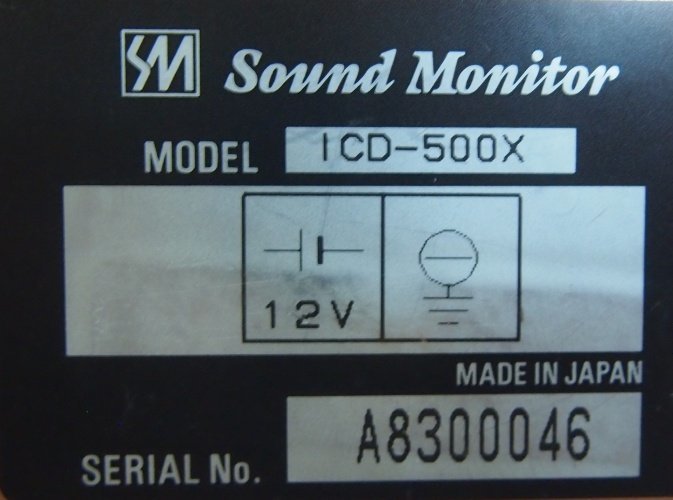 SM Sound Monitor
MODEL ICD-500X
12V
MADE IN JAPAN
SERIAL No. A8300046